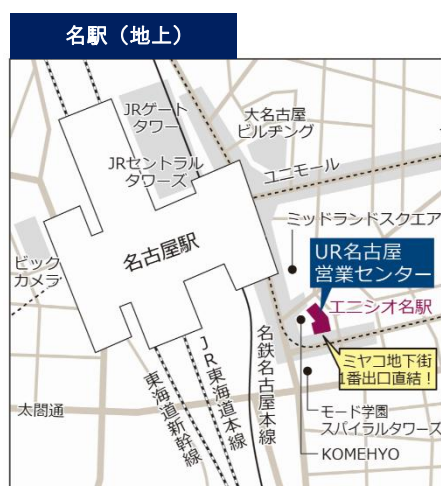 名駅（地上）
JRゲート
タワー
大名古屋
ビルヂング
JRセントラル
タワーズ
ユニモール
ミッドランドスクエア
名古屋駅
UR名古屋
営業センター
ビック
カメラ
エニシオ名駅
ミヤコ地下街
1番出口直結！
名鉄名古屋本線
JR東海道本線
東海道新幹線
太閤通
モード学園
スパイラルタワーズ
KOMEHYO